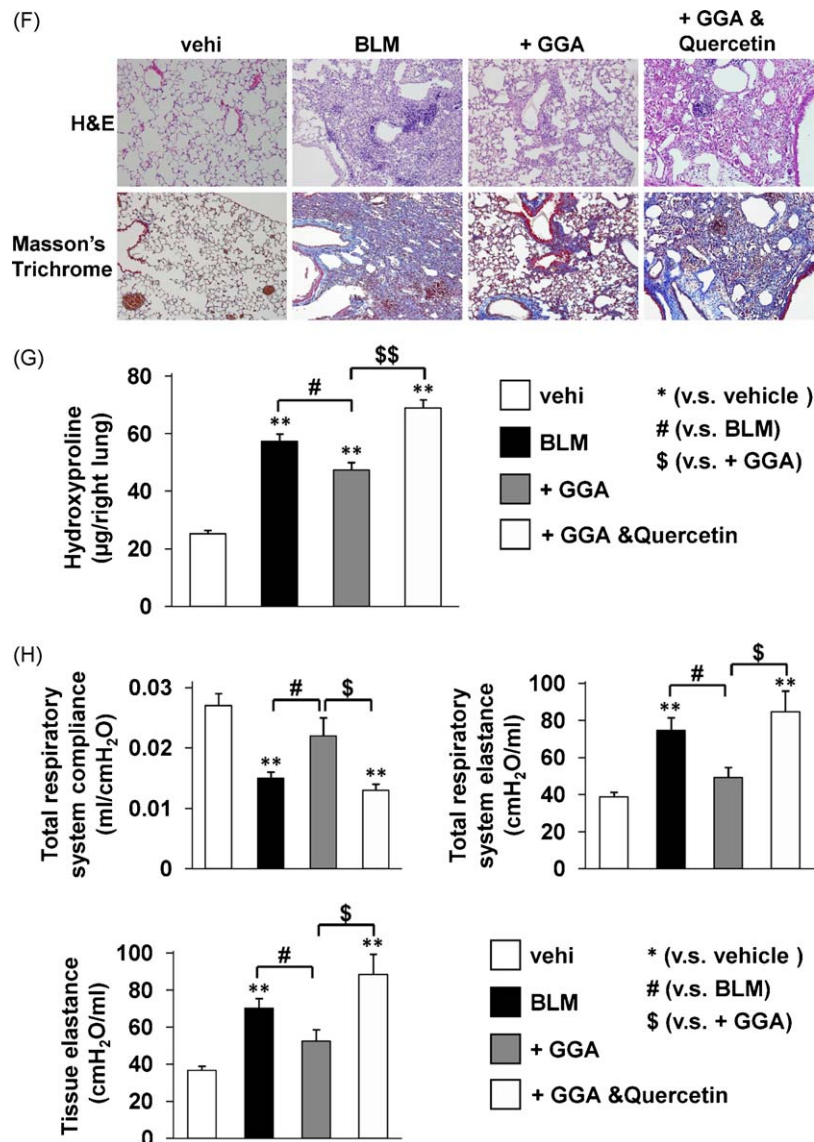 (F)
vehi
BLM
+ GGA
+ GGA &
Quercetin
H&E
Masson's
Trichrome
(G)
Hydroxyproline
(µg/right lung)
80
60
40
20
0
**
#
**
$$
**
vehi
BLM
+ GGA
+ GGA &Quercetin
* (v.s. vehicle )
# (v.s. BLM)
$ (v.s. + GGA)
(H)
Total respiratory
system compliance
(ml/cmH₂O)
0.03
0.02
0.01
0
**
#
$
**
Total respiratory
system elastance
(cmH₂O/ml)
100
80
60
40
20
0
**
#
$
**
Tissue elastance
(cmH₂O/ml)
100
80
60
40
20
0
**
#
$
**
vehi
BLM
+ GGA
+ GGA &Quercetin
* (v.s. vehicle )
# (v.s. BLM)
$ (v.s. + GGA)